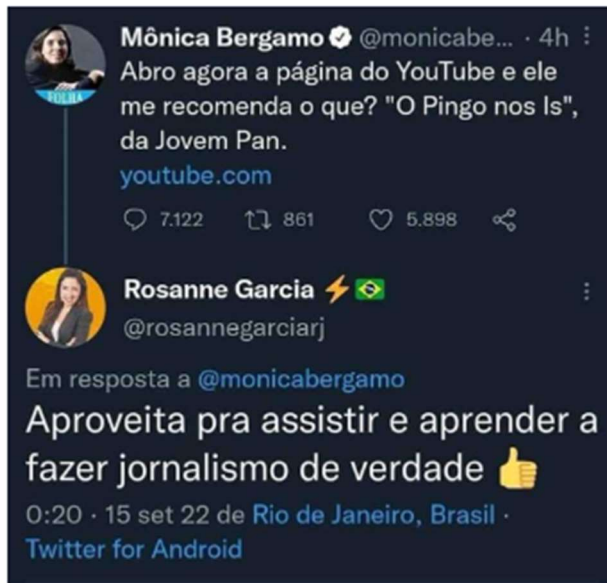 Mônica Bergamo @monicabe... · 4h
FOLHA
Abro agora a página do YouTube e ele
me recomenda o que? "O Pingo nos Is",
da Jovem Pan.
youtube.com
7.122 861 5.898
Rosanne Garcia ⚡🇧🇷
@rosannegarciarj
Em resposta a @monicabergamo
Aproveita pra assistir e aprender a
fazer jornalismo de verdade 👍
0:20 · 15 set 22 de Rio de Janeiro, Brasil ·
Twitter for Android